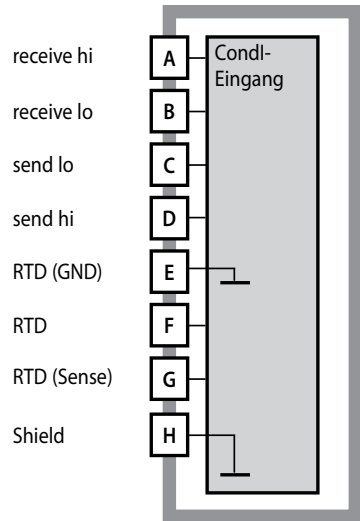 receive hi
A
Condl-
Eingang
receive lo
B
send lo
C
send hi
D
RTD (GND)
E
RTD
F
RTD (Sense)
G
Shield
H